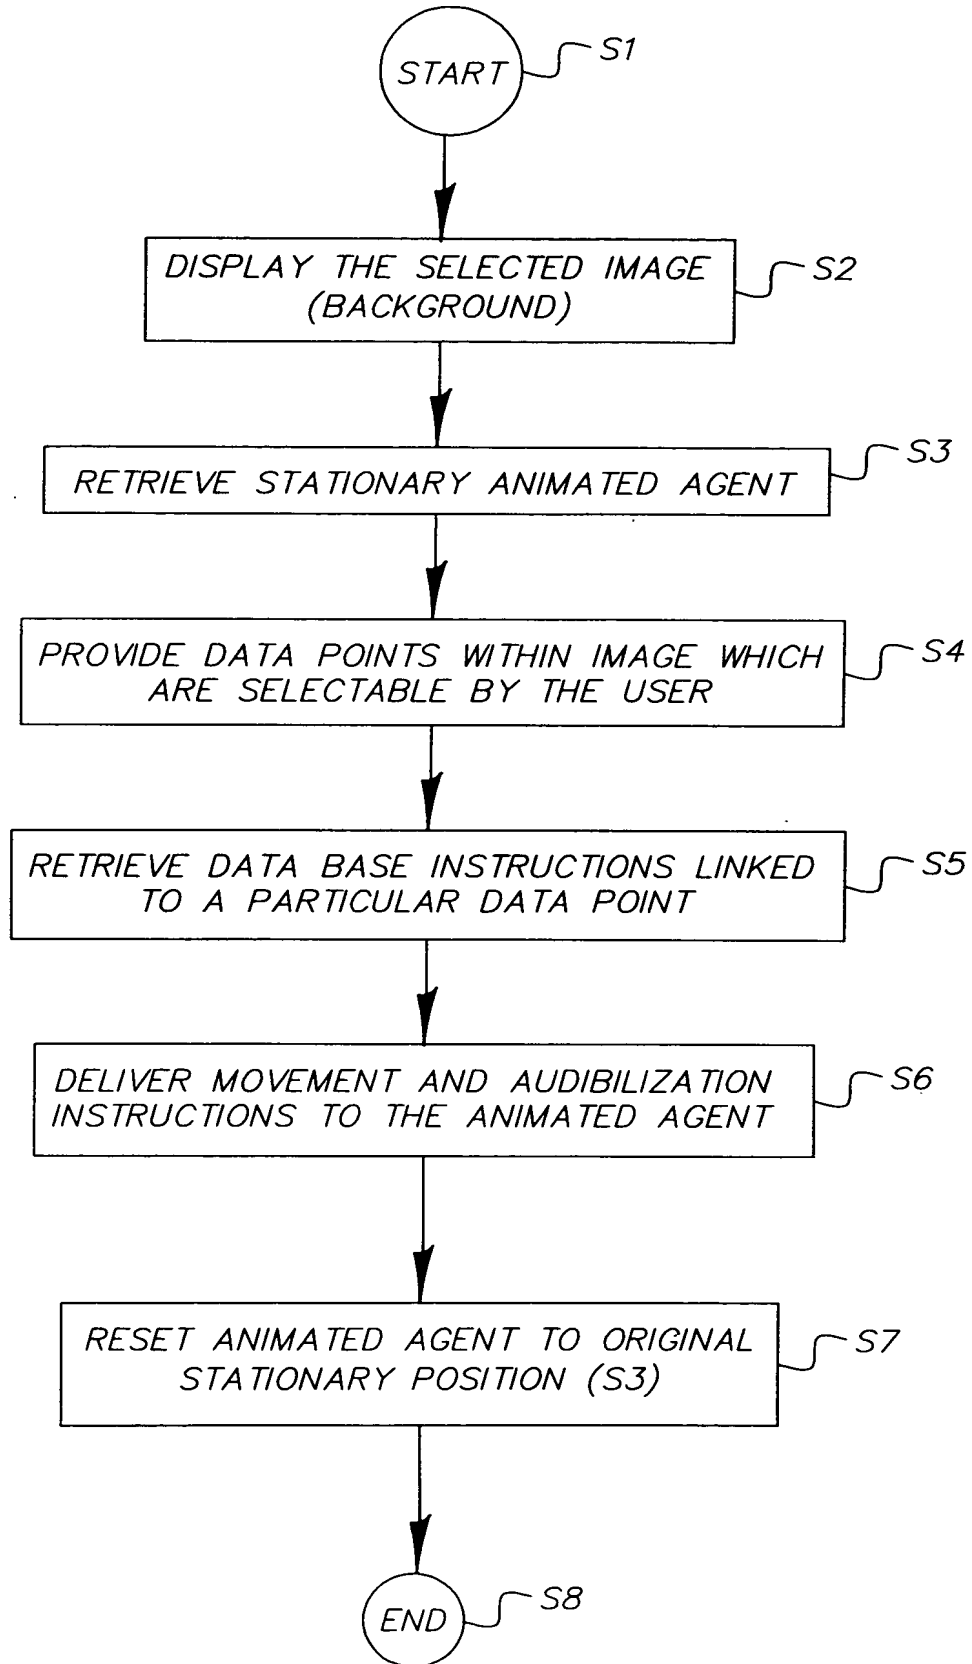 START
S1
DISPLAY THE SELECTED IMAGE
(BACKGROUND)
S2
RETRIEVE STATIONARY ANIMATED AGENT
S3
PROVIDE DATA POINTS WITHIN IMAGE WHICH
ARE SELECTABLE BY THE USER
S4
RETRIEVE DATA BASE INSTRUCTIONS LINKED
TO A PARTICULAR DATA POINT
S5
DELIVER MOVEMENT AND AUDIBILIZATION
INSTRUCTIONS TO THE ANIMATED AGENT
S6
RESET ANIMATED AGENT TO ORIGINAL
STATIONARY POSITION (S3)
S7
END
S8